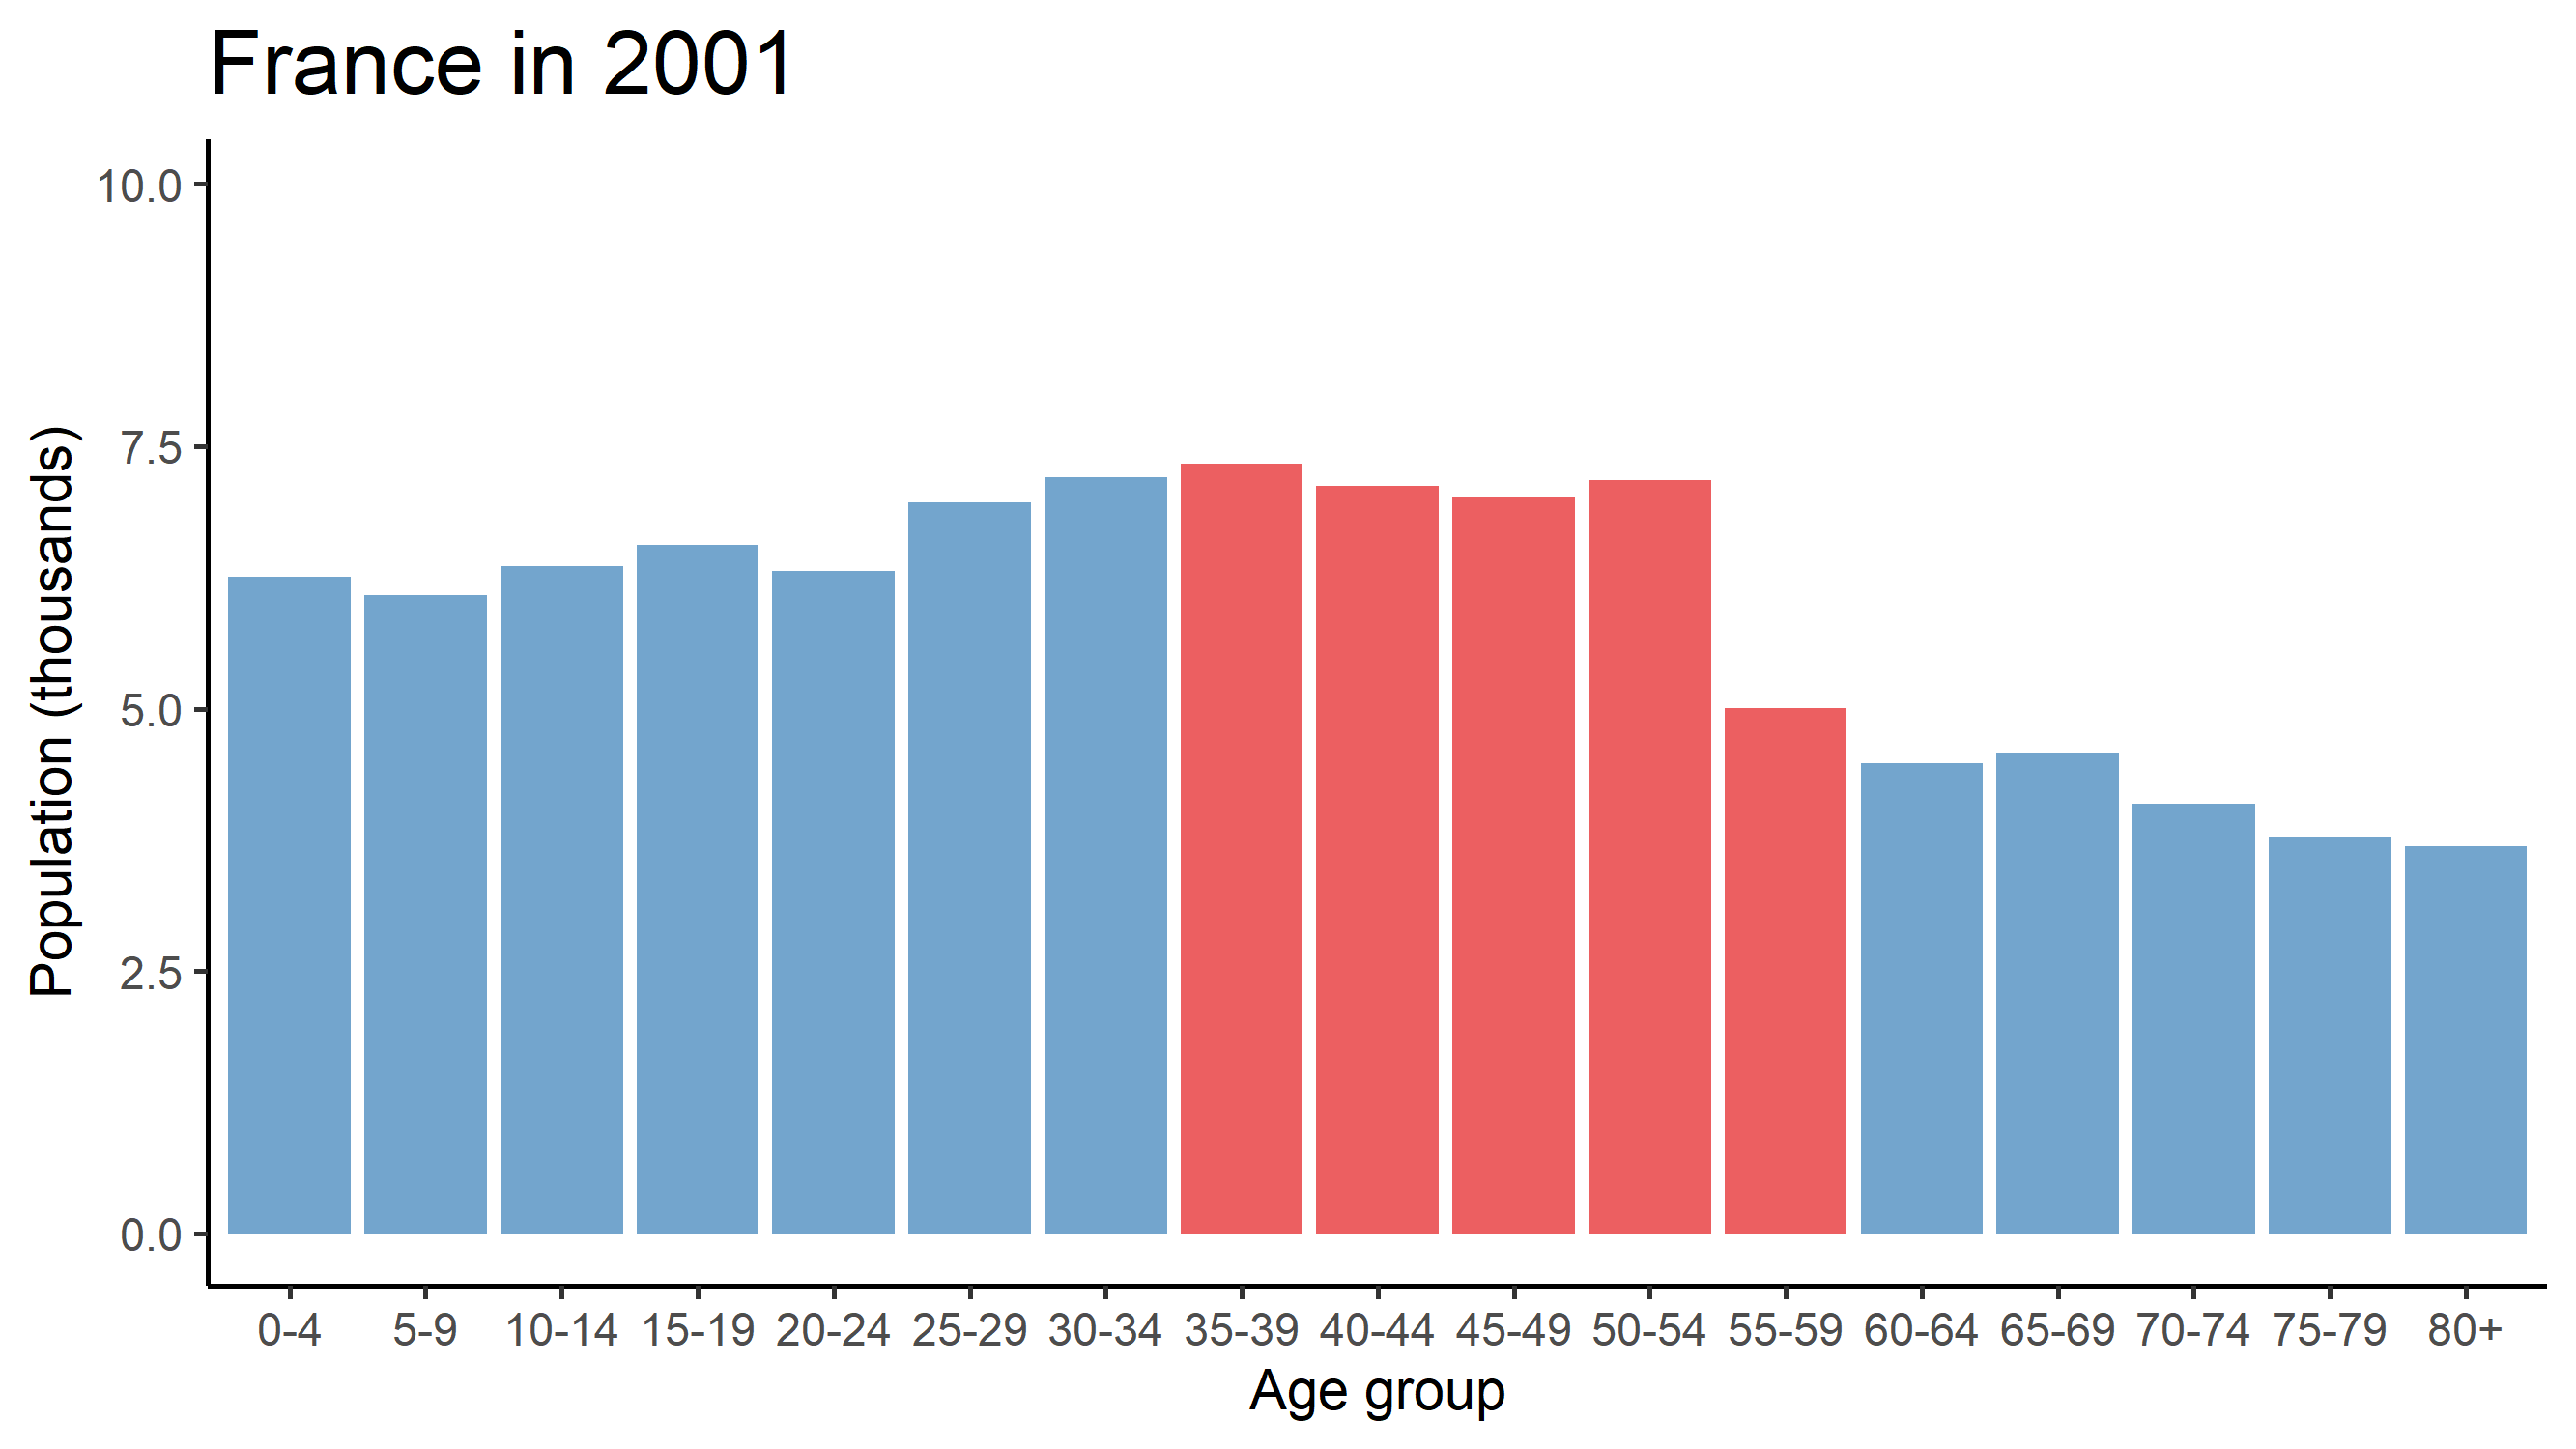 France in 2001
Population (thousands)
10.0
7.5
5.0
2.5
0.0
0-4 5-9 10-14 15-19 20-24 25-29 30-34 35-39 40-44 45-49 50-54 55-59 60-64 65-69 70-74 75-79 80+
Age group